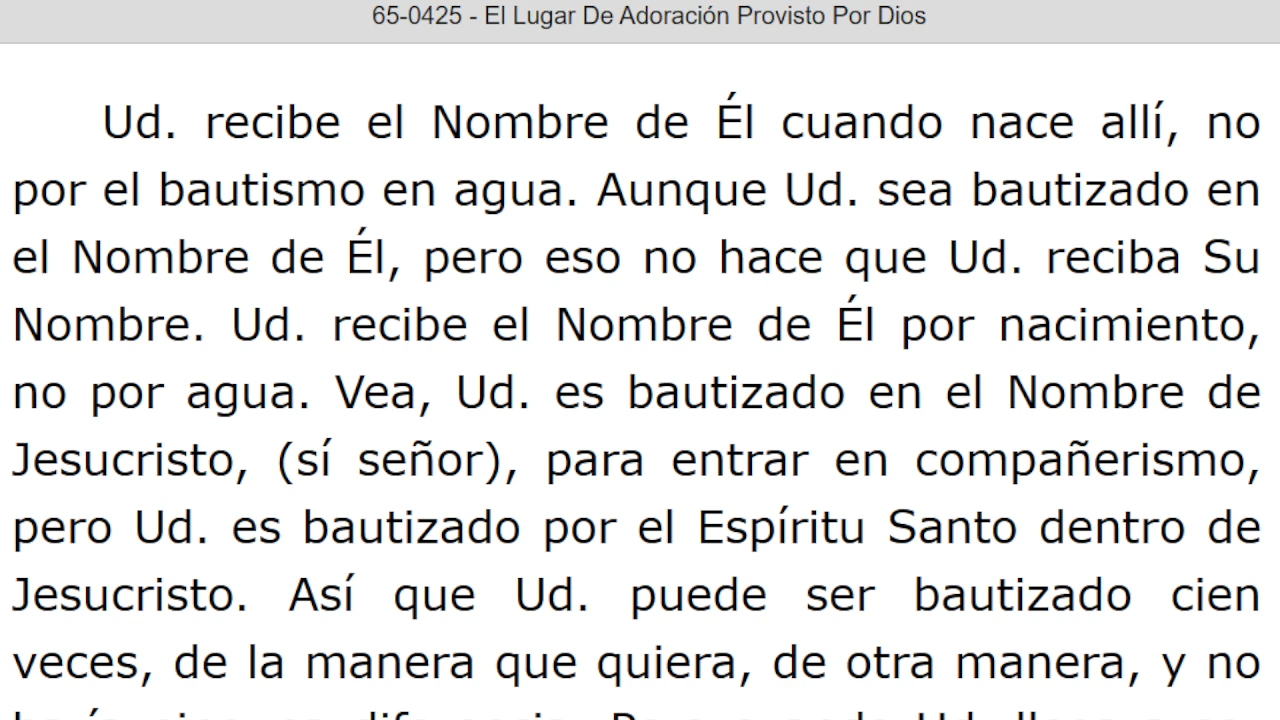 65-0425 - El Lugar De Adoración Provisto Por Dios
Ud. recibe el Nombre de Él cuando nace allí, no
por el bautismo en agua. Aunque Ud. sea bautizado en
el Nombre de Él, pero eso no hace que Ud. reciba Su
Nombre. Ud. recibe el Nombre de Él por nacimiento,
no por agua. Vea, Ud. es bautizado en el Nombre de
Jesucristo, (sí señor), para entrar en compañerismo,
pero Ud. es bautizado por el Espíritu Santo dentro de
Jesucristo. Así que Ud. puede ser bautizado cien
veces, de la manera que quiera, de otra manera, y no